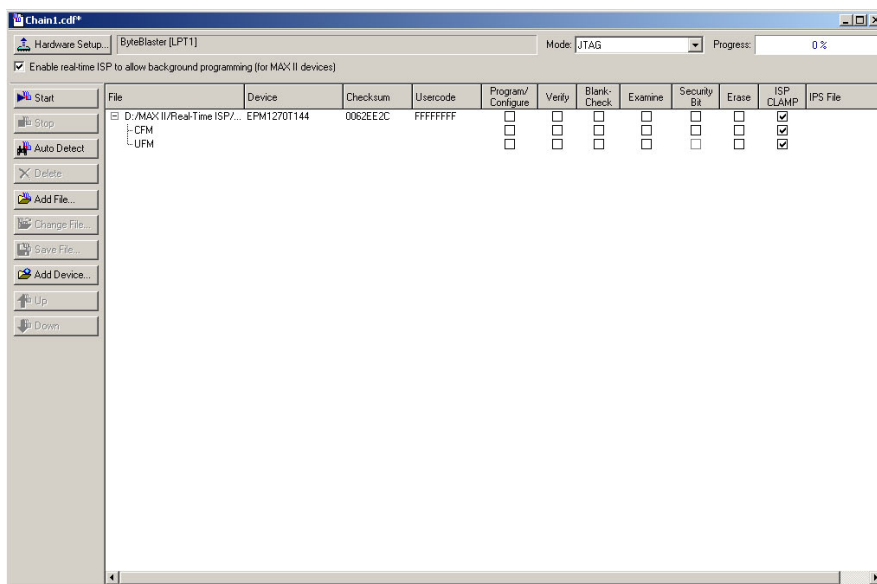 Chain1.cdf*
Hardware Setup... ByteBlaster [LPT1] Mode: JTAG Progress: 0 %
Enable real-time ISP to allow background programming (for MAX II devices)
Start
Stop
Auto Detect
Delete
Add File...
Change File...
Save File...
Add Device...
Up
Down
File Device Checksum Usercode Program/ Configure Verify Blank- Check Examine Security Bit Erase ISP CLAMP IPS File
D:/MAX II/Real-Time ISP/... EPM1270T144 0062EE2C FFFFFFFF
CFM
UFM